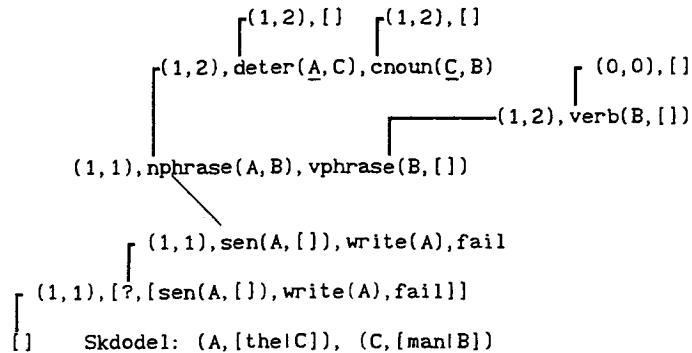 (1,2),[] (1,2),[]
(1,2),deter(A,C),cnoun(C,B) (0,0),[]
(1,2),verb(B,[])
(1,1),nphrase(A,B),vphrase(B,[])
(1,1),sen(A,[]),write(A),fail
(1,1),[?,[sen(A,[]),write(A),fail]]
[] Skdodel: (A,[the|C]), (C,[man|B])